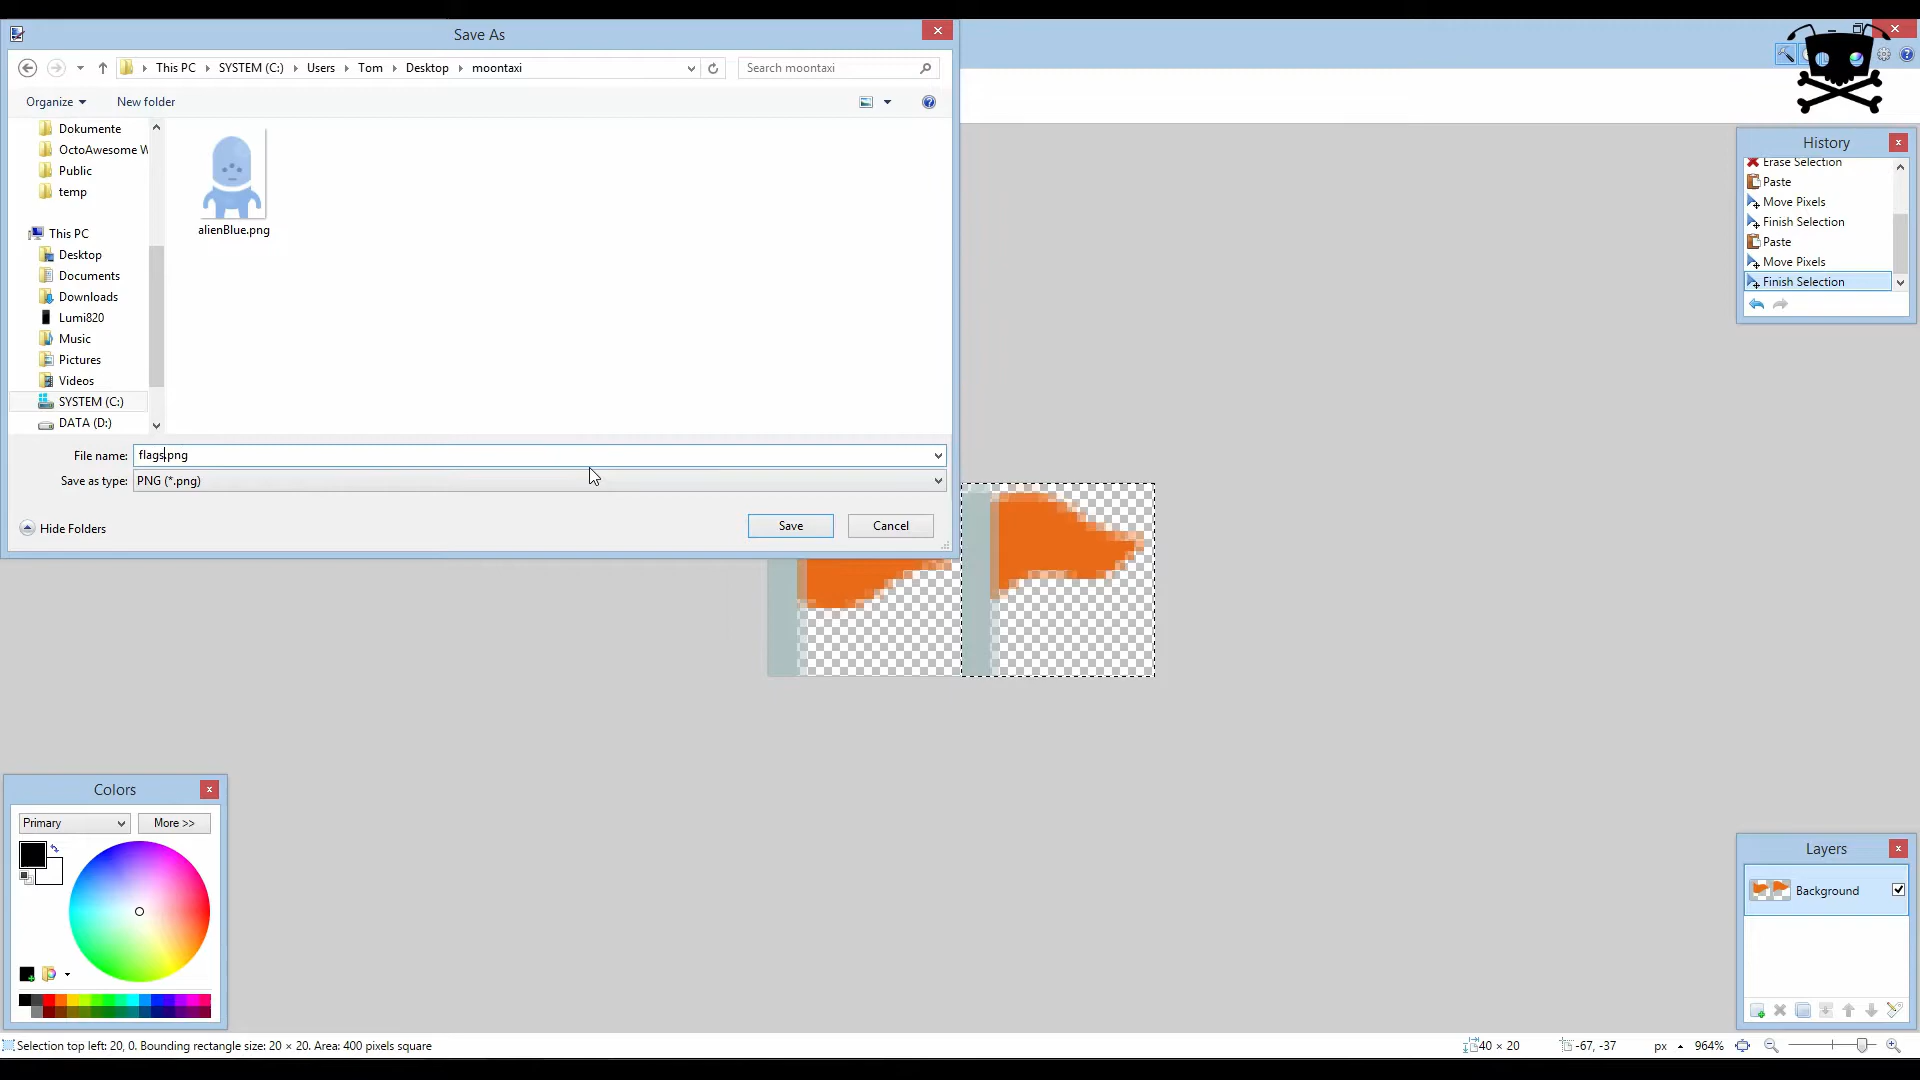 Save As
This PC
SYSTEM (C:)
Users
Tom
Desktop
moontaxi
Search moontaxi
Organize
New folder
Dokumente
OctoAwesome W
Public
temp
This PC
Desktop
Documents
Downloads
Lumi820
Music
Pictures
Videos
SYSTEM (C:)
DATA (D:)
alienBlue.png
File name: flags.png
Save as type: PNG (*.png)
Hide Folders
Save
Cancel
History
Erase Selection
Paste
Move Pixels
Finish Selection
Paste
Move Pixels
Finish Selection
Colors
Primary
More >>
Layers
Background
Selection top left: 20, 0. Bounding rectangle size: 20 × 20. Area: 400 pixels square
40 × 20
-67, -37
px
964%